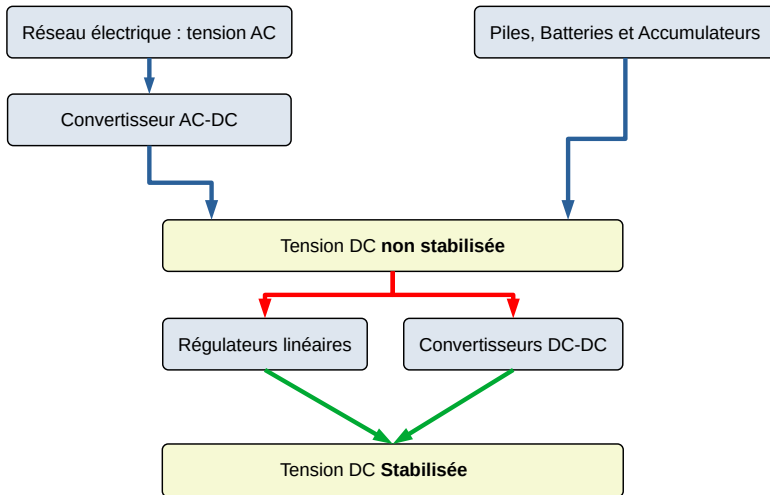 Réseau électrique : tension AC
Piles, Batteries et Accumulateurs
Convertisseur AC-DC
Tension DC non stabilisée
Régulateurs linéaires
Convertisseurs DC-DC
Tension DC Stabilisée